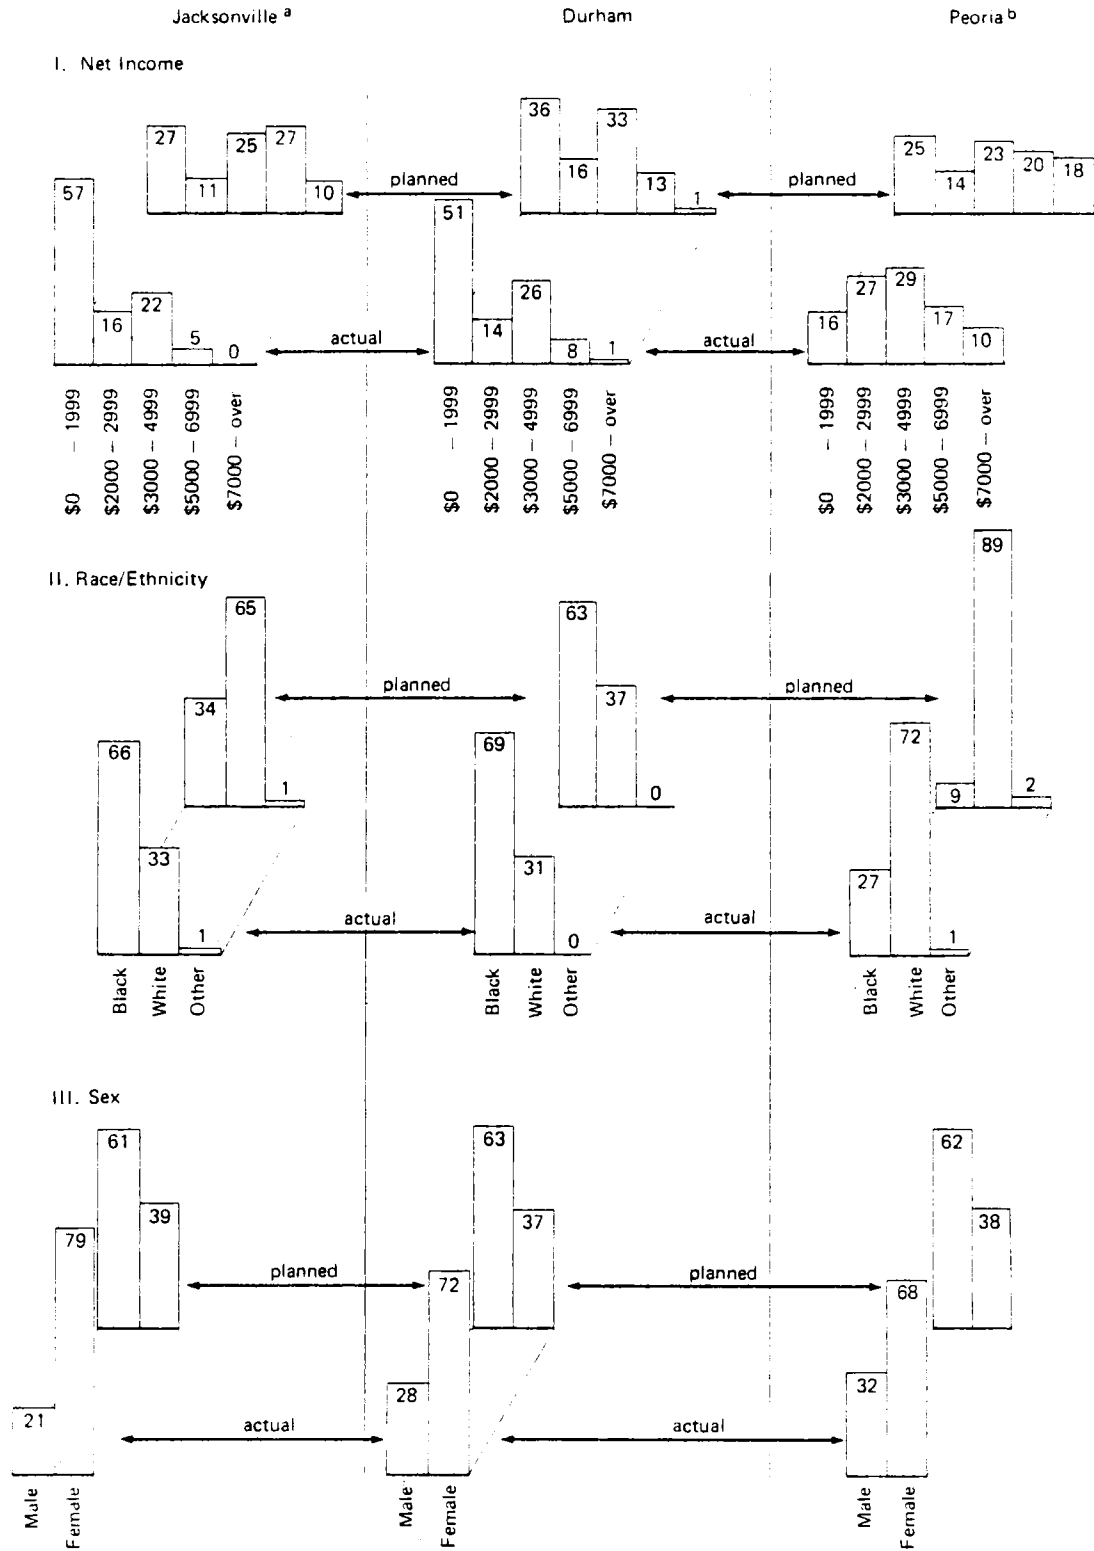 Jacksonville a Durham Peoria b
I. Net Income
27 11 25 27 10
planned
36 16 33 13 1
planned
25 14 23 20 18
57 16 22 5 0
actual
51 14 26 8 1
actual
16 27 29 17 10
$0 – 1999
$2000 – 2999
$3000 – 4999
$5000 – 6999
$7000 – over
$0 – 1999
$2000 – 2999
$3000 – 4999
$5000 – 6999
$7000 – over
$0 – 1999
$2000 – 2999
$3000 – 4999
$5000 – 6999
$7000 – over
II. Race/Ethnicity
34 65 1
planned
63 37 0
planned
9 89 2
66 33 1
actual
69 31 0
actual
27 72 1
Black
White
Other
Black
White
Other
Black
White
Other
III. Sex
61 39
planned
63 37
planned
62 38
21 79
actual
28 72
actual
32 68
Male
Female
Male
Female
Male
Female